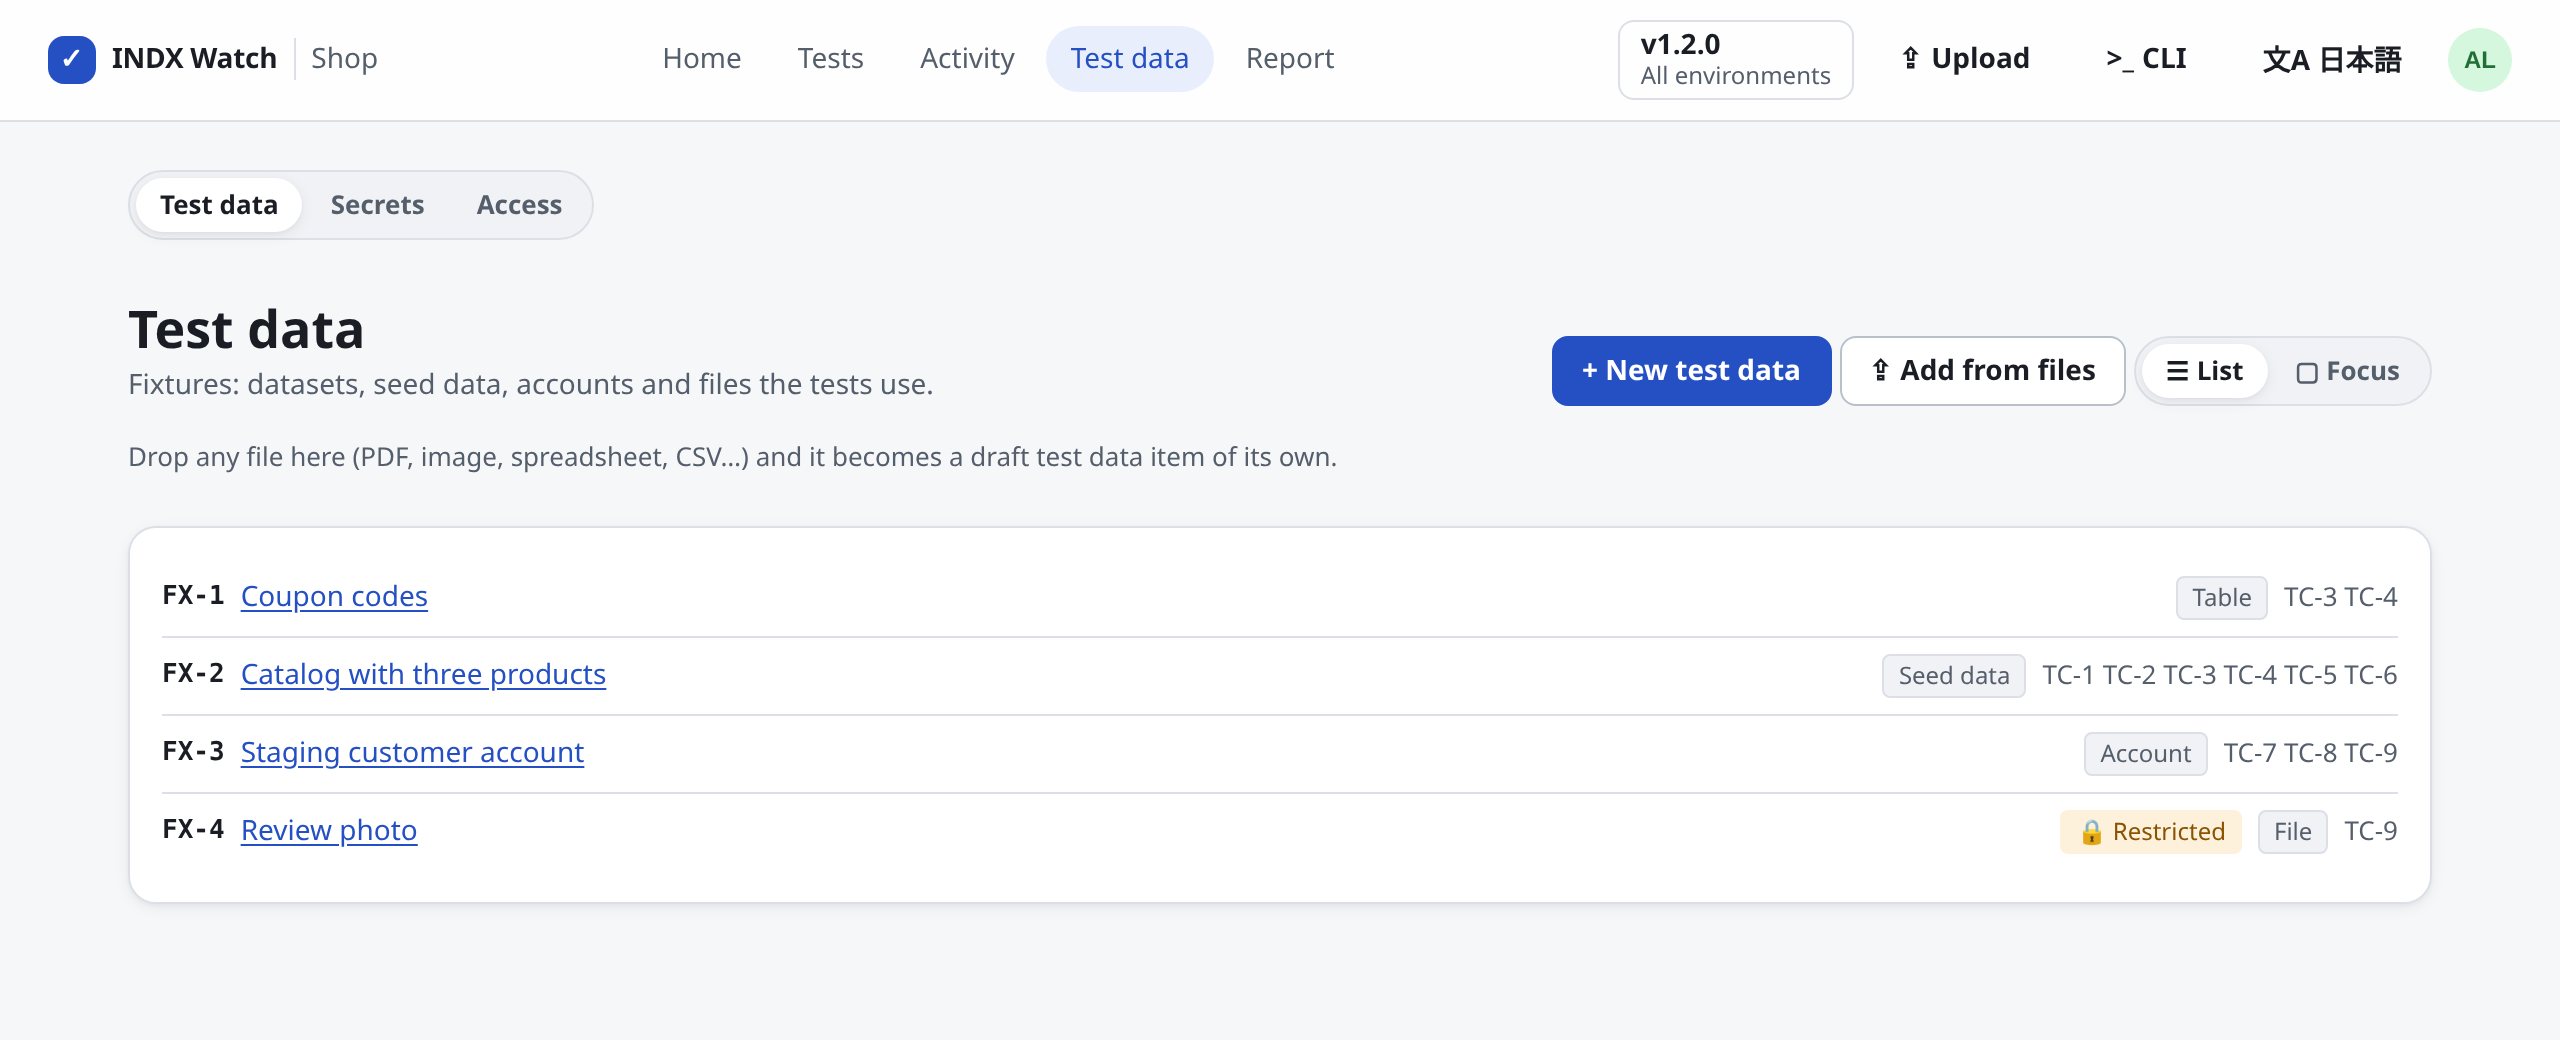 ✓ INDX Watch Shop Home Tests Activity Test data Report v1.2.0 All environments ⇪ Upload >_ CLI 文A 日本語 AL
Test data Secrets Access
Test data
Fixtures: datasets, seed data, accounts and files the tests use.
+ New test data ⇪ Add from files ☰ List ▢ Focus
Drop any file here (PDF, image, spreadsheet, CSV...) and it becomes a draft test data item of its own.
FX-1 Coupon codes Table TC-3 TC-4
FX-2 Catalog with three products Seed data TC-1 TC-2 TC-3 TC-4 TC-5 TC-6
FX-3 Staging customer account Account TC-7 TC-8 TC-9
FX-4 Review photo 🔒 Restricted File TC-9